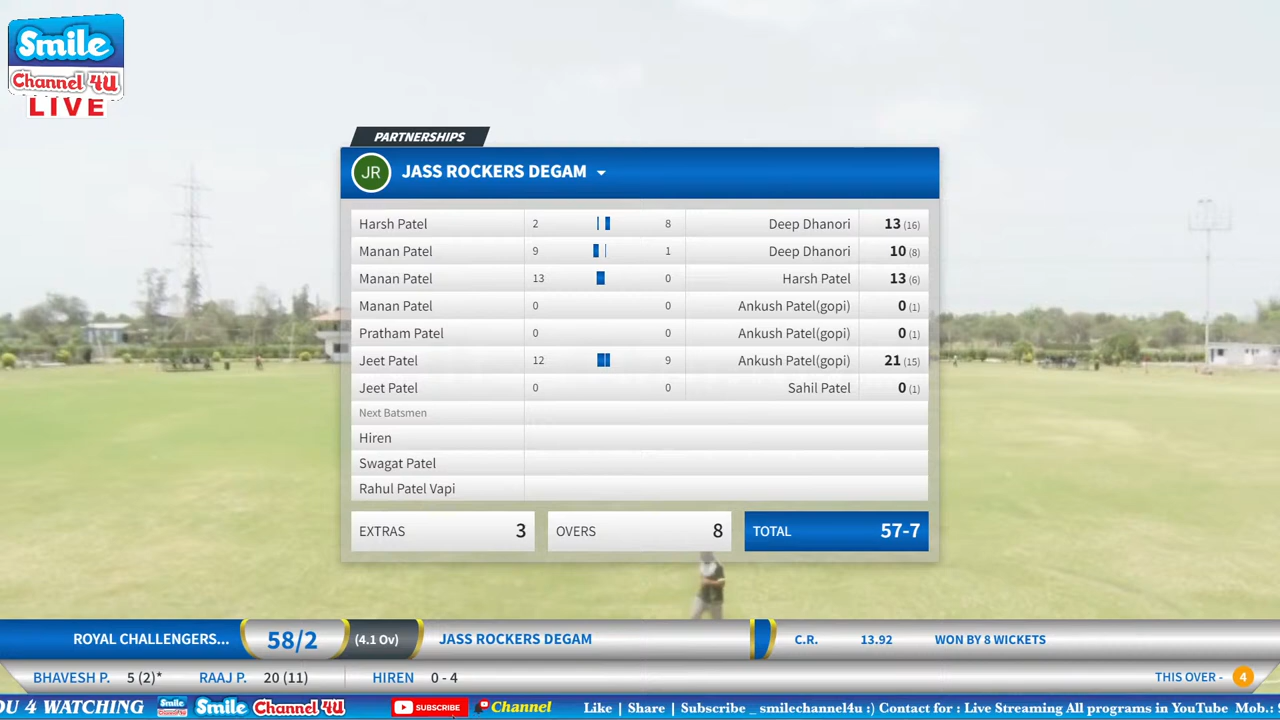 Smile
Channel 4U
LIVE
PARTNERSHIPS
JR JASS ROCKERS DEGAM
Harsh Patel 2 8 Deep Dhanori 13 (16)
Manan Patel 9 1 Deep Dhanori 10 (8)
Manan Patel 13 0 Harsh Patel 13 (6)
Manan Patel 0 0 Ankush Patel(gopi) 0 (1)
Pratham Patel 0 0 Ankush Patel(gopi) 0 (1)
Jeet Patel 12 9 Ankush Patel(gopi) 21 (15)
Jeet Patel 0 0 Sahil Patel 0 (1)
Next Batsmen
Hiren
Swagat Patel
Rahul Patel Vapi
EXTRAS 3 OVERS 8 TOTAL 57-7
ROYAL CHALLENGERS... 58/2 (4.1 Ov) JASS ROCKERS DEGAM C.R. 13.92 WON BY 8 WICKETS
BHAVESH P. 5 (2)* RAAJ P. 20 (11) HIREN 0 - 4 THIS OVER - 4
OU 4 WATCHING Smile Channel 4U Smile Channel 4U SUBSCRIBE Channel Like | Share | Subscribe _ smilechannel4u :) Contact for : Live Streaming All programs in YouTube Mob.: S